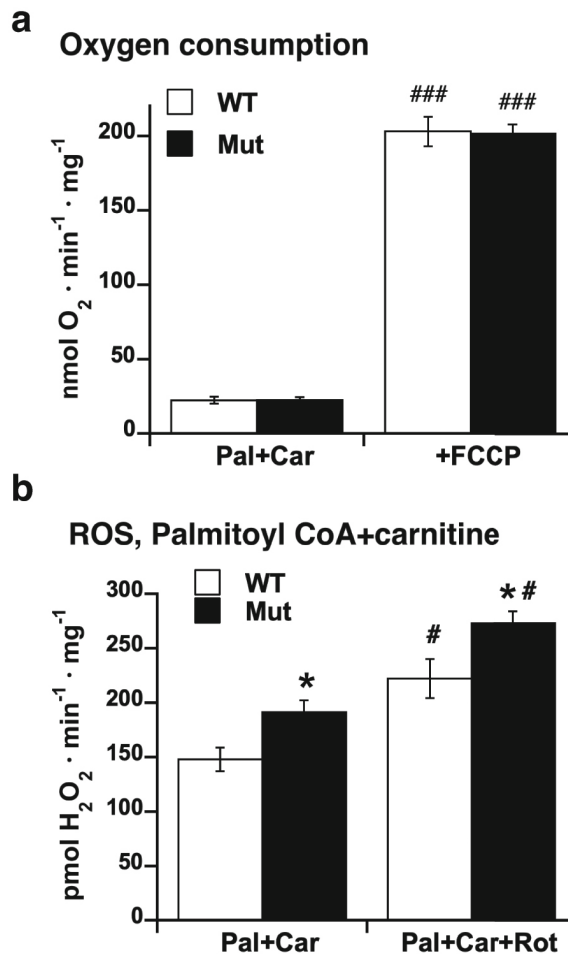 a
Oxygen consumption
WT
Mut
### ###
nmol O₂ · min⁻¹ · mg⁻¹
200
150
100
50
0
Pal+Car +FCCP
b
ROS, Palmitoyl CoA+carnitine
WT
Mut
* # * #
pmol H₂O₂ · min⁻¹ · mg⁻¹
300
250
200
150
100
50
0
Pal+Car Pal+Car+Rot